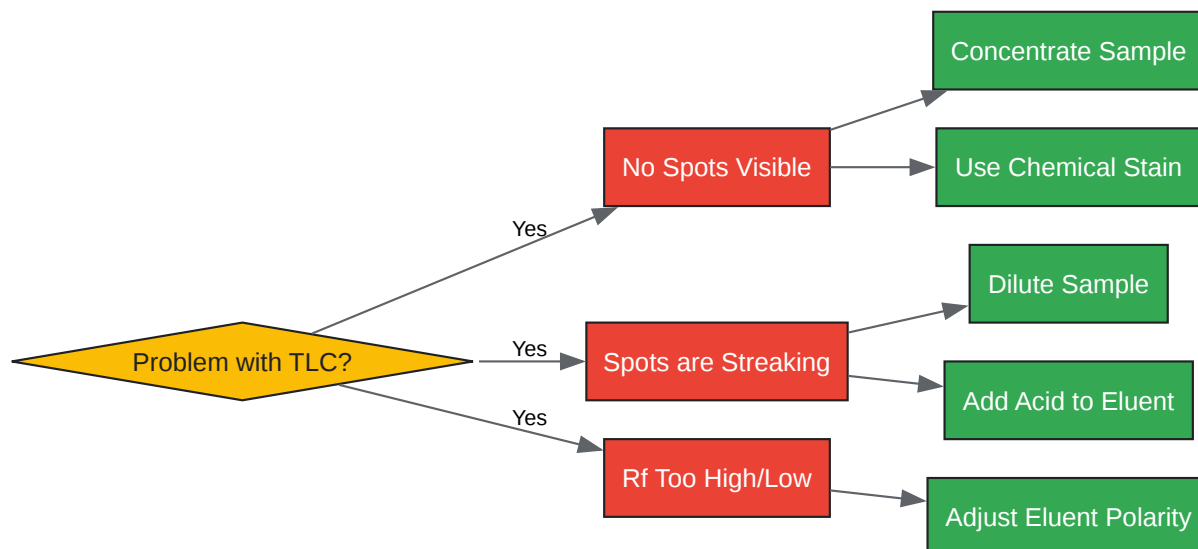 Concentrate Sample
No Spots Visible
Use Chemical Stain
Yes
Dilute Sample
Problem with TLC?
Yes
Spots are Streaking
Add Acid to Eluent
Yes
Rf Too High/Low
Adjust Eluent Polarity